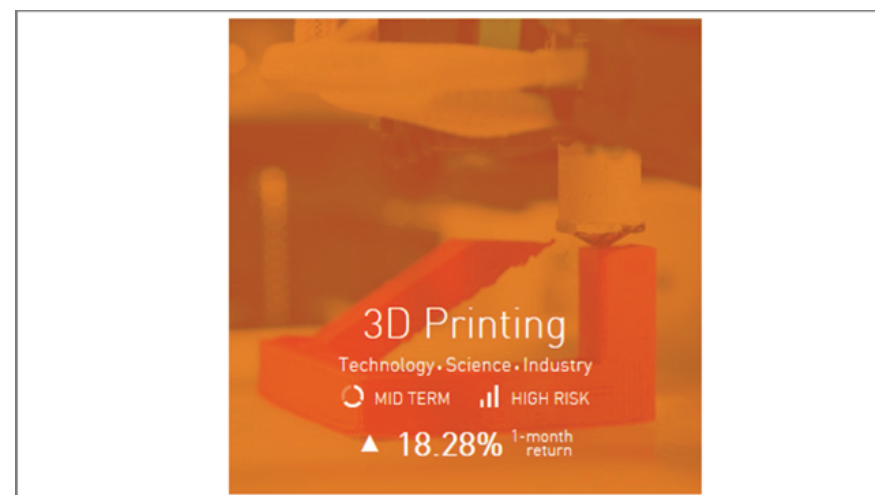 3D Printing
Technology • Science • Industry
MID TERM HIGH RISK
▲ 18.28% 1-month
return